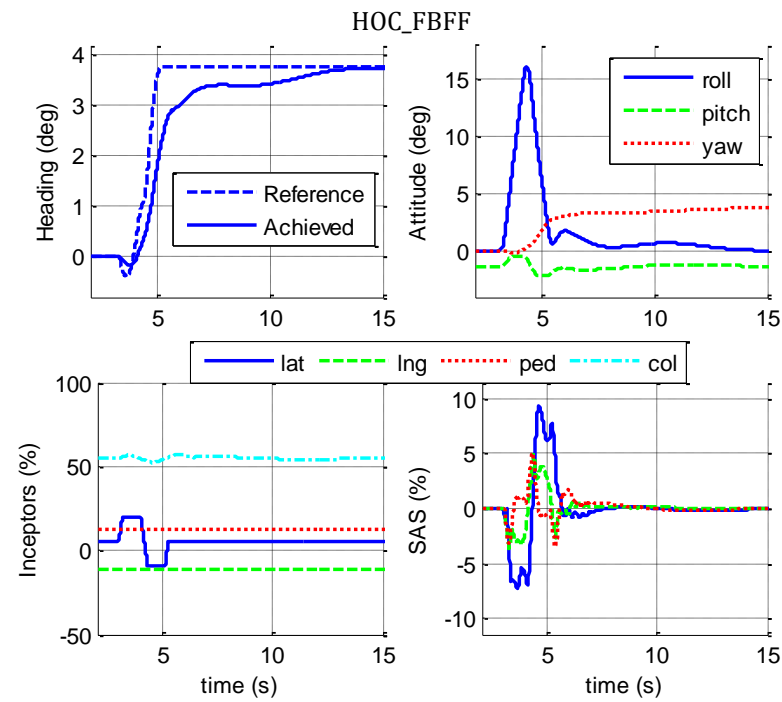 HOC_FBFF
Heading (deg)
4
3
2
1
0
5
10
15
Reference
Achieved
Attitude (deg)
15
10
5
0
5
10
15
roll
pitch
yaw
lat
lng
ped
col
Inceptors (%)
100
50
0
-50
5
10
15
time (s)
SAS (%)
10
5
0
-5
-10
5
10
15
time (s)